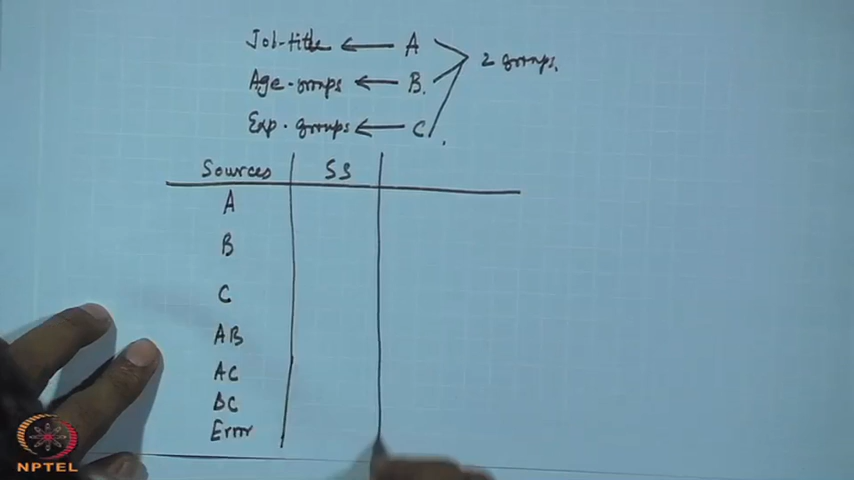 Job-title ← A
Age-groups ← B. 2 groups.
Exp. groups ← C.
Sources SS
A
B
C
AB
AC
BC
Error
NPTEL